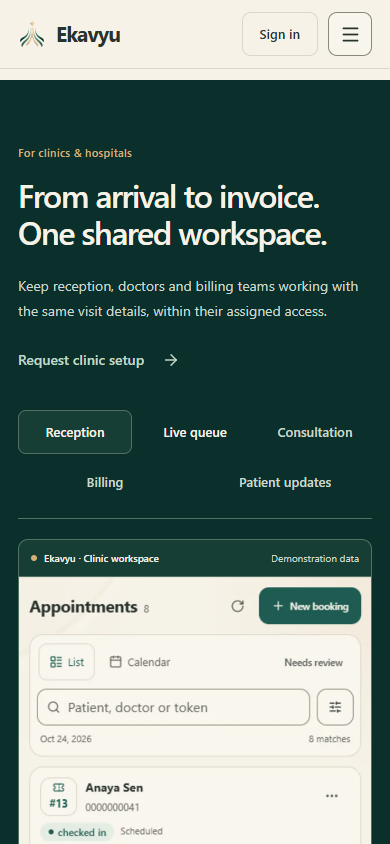 Ekavyu
Sign in
For clinics & hospitals
From arrival to invoice.
One shared workspace.
Keep reception, doctors and billing teams working with
the same visit details, within their assigned access.
Request clinic setup →
Reception Live queue Consultation
Billing Patient updates
Ekavyu · Clinic workspace Demonstration data
Appointments 8
+ New booking
List Calendar Needs review
Patient, doctor or token
Oct 24, 2026 8 matches
#13
Anaya Sen
0000000041
checked in Scheduled